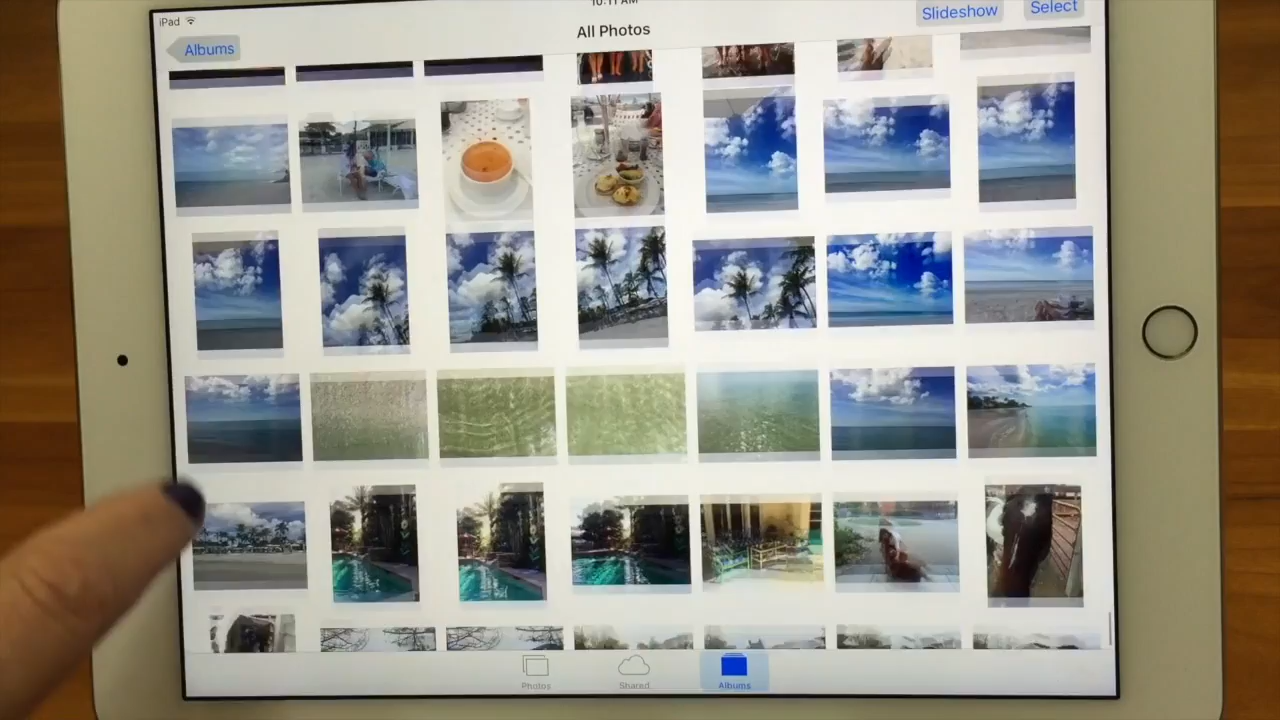 10:11 AM
iPad
Slideshow
Select
Albums
All Photos
Photos
Shared
Albums